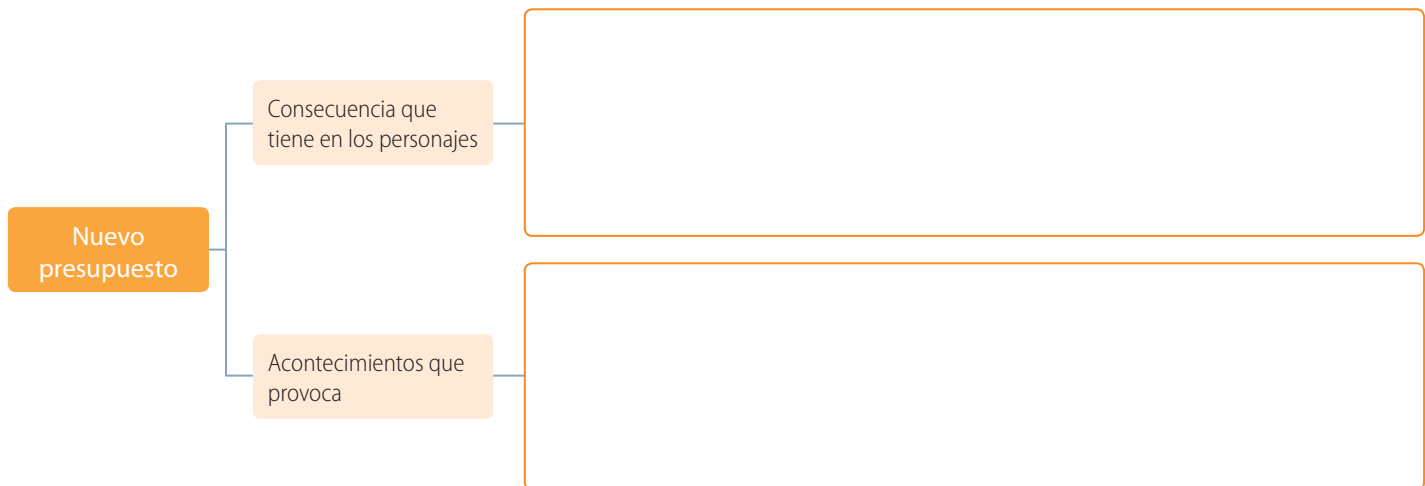 Consecuencia que
tiene en los personajes
Nuevo
presupuesto
Acontecimientos que
provoca